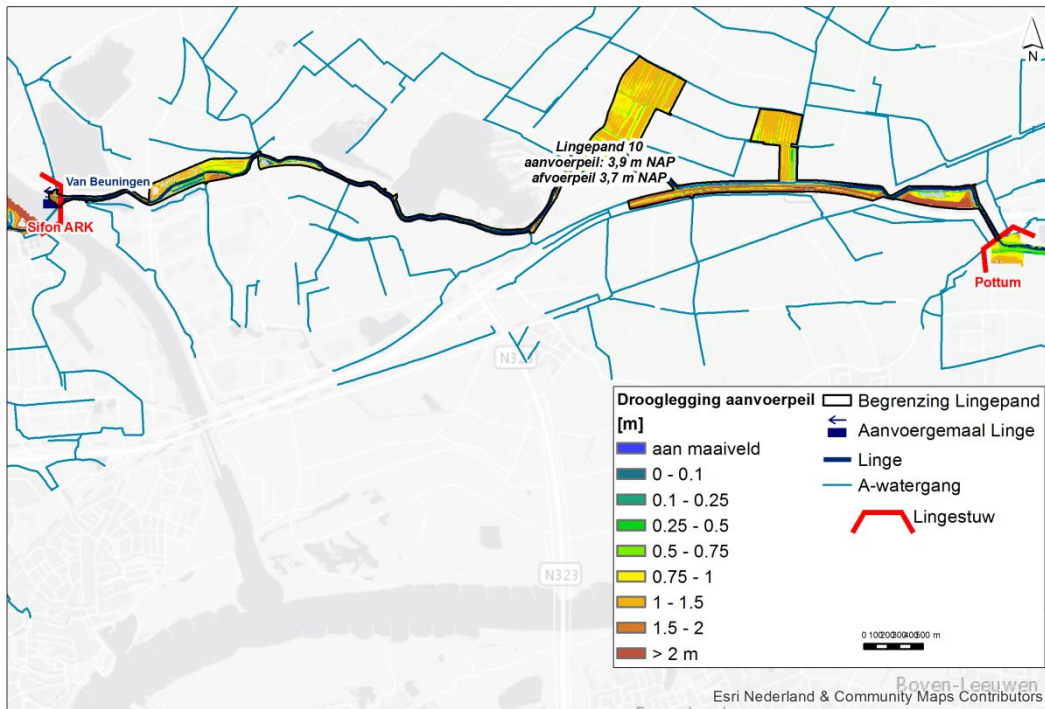 N
Lingepand 10
aanvoerpeil: 3,9 m NAP
afvoerpeil 3,7 m NAP
Van Beuningen
Sifon ARK
Pottum
N323
N323
Drooglegging aanvoerpeil
[m]
aan maaiveld
0 - 0.1
0.1 - 0.25
0.25 - 0.5
0.5 - 0.75
0.75 - 1
1 - 1.5
1.5 - 2
> 2 m
Begrenzing Lingepand
Aanvoergemaal Linge
Linge
A-watergang
Lingestuw
0 100200300400500 m
Boven-Leeuwen
Esri Nederland & Community Maps Contributors